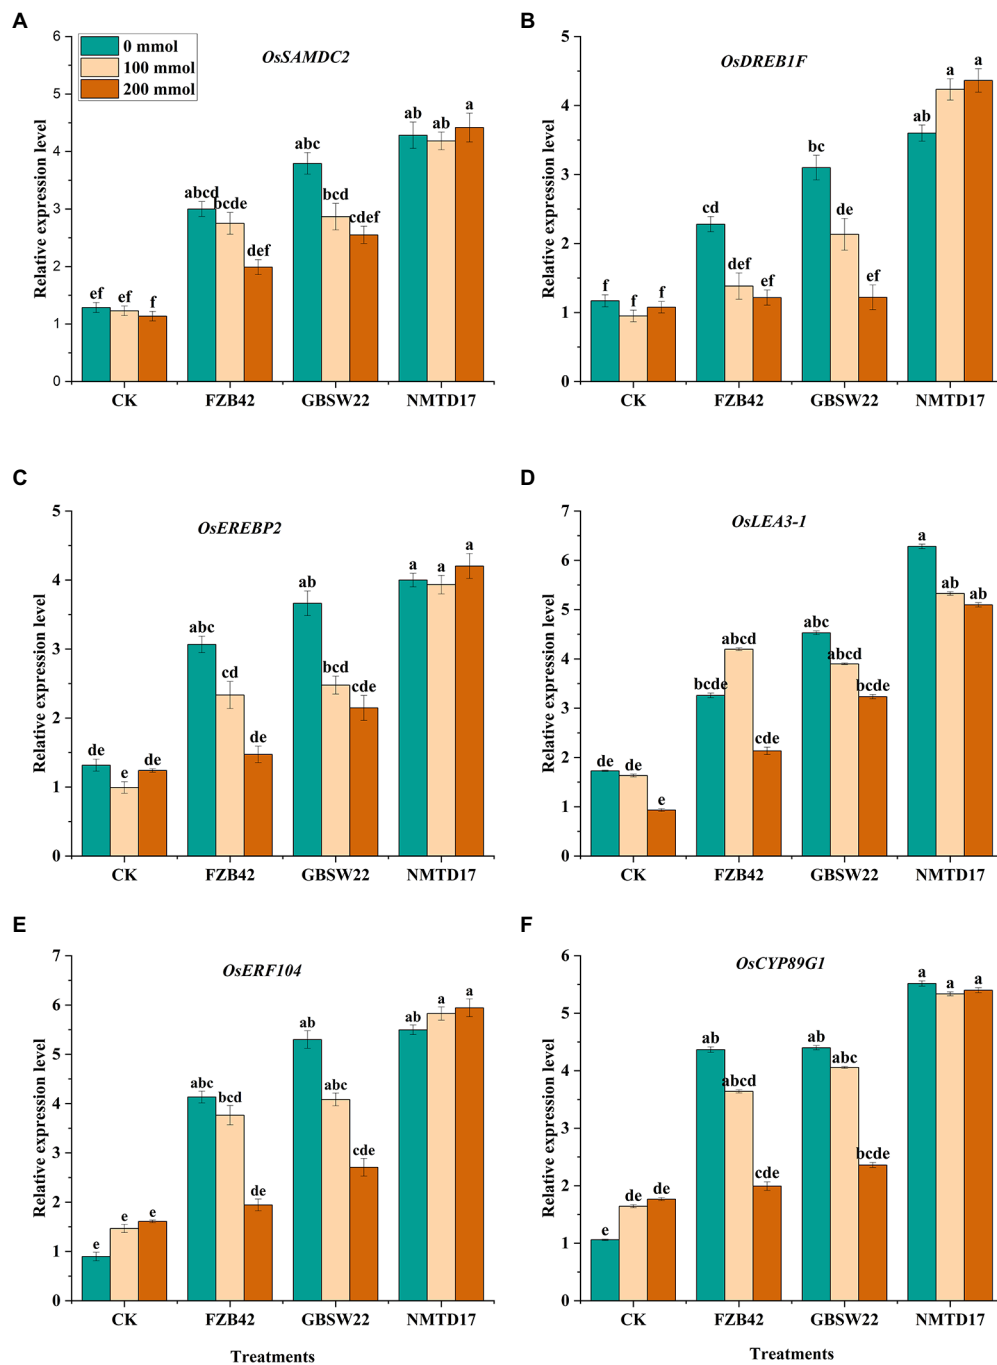 A
OsSAMDC2
0 mmol
100 mmol
200 mmol
Relative expression level
6
5
4
3
2
1
0
ef ef f
abcd bcde def
abc bcd cdef
ab ab a
CK FZB42 GBSW22 NMTD17
B
OsDREB1F
Relative expression level
5
4
3
2
1
0
f f f
cd def ef
bc de ef
ab a a
CK FZB42 GBSW22 NMTD17
C
OsEREBP2
Relative expression level
5
4
3
2
1
0
de e de
abc cd de
ab bcd cde
a a a
CK FZB42 GBSW22 NMTD17
D
OsLEA3-1
Relative expression level
7
6
5
4
3
2
1
0
de de e
bcde abcd cde
abc abcd bcde
a ab ab
CK FZB42 GBSW22 NMTD17
E
OsERF104
Relative expression level
7
6
5
4
3
2
1
0
e e e
abc bcd de
ab abc cde
ab a a
CK FZB42 GBSW22 NMTD17
Treatments
F
OsCYP89G1
Relative expression level
6
5
4
3
2
1
0
e de de
ab abcd cde
ab abc bcde
a a a
CK FZB42 GBSW22 NMTD17
Treatments